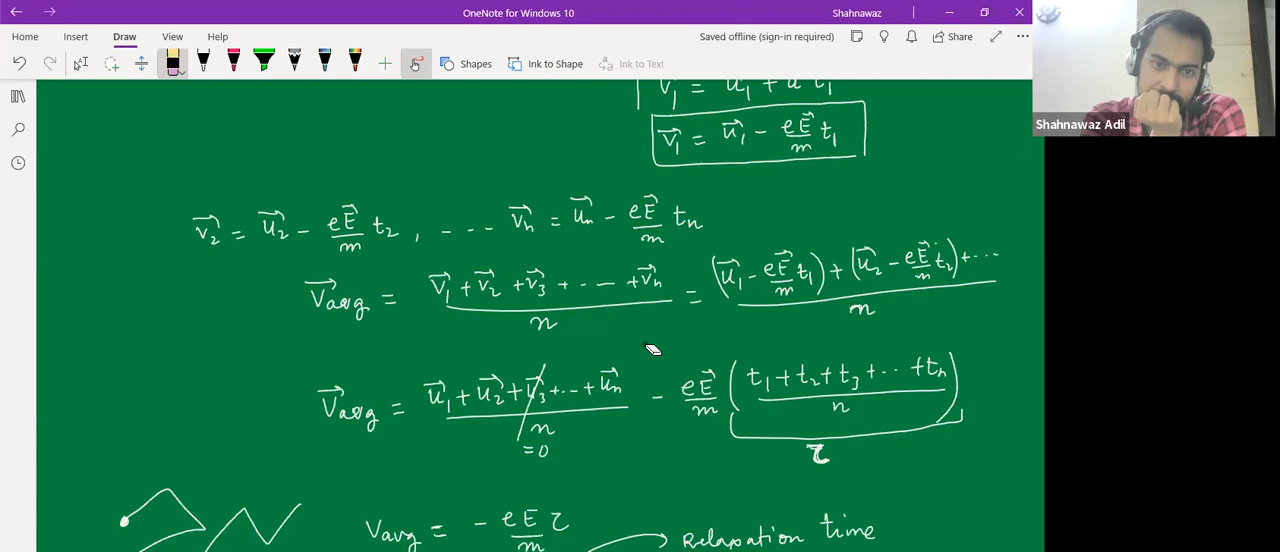 OneNote for Windows 10
Shahnawaz
Home Insert Draw View Help
Saved offline (sign in required)
Share
Shapes
Ink to Shape
Ink to Text
Shahnawaz Adil
v⃗₁ = u⃗₁ + a⃗ t₁
v⃗₁ = u⃗₁ - eE⃗/m t₁
v⃗₂ = u⃗₂ - eE⃗/m t₂ , - --- v⃗n = u⃗n - eE⃗/m tn
V⃗avg = (v⃗₁ + v⃗₂ + v⃗₃ + ..... + v⃗n)/n = ((u⃗₁ - eE⃗/m t₁) + (u⃗₂ - eE⃗/m t₂) + ...)/n
V⃗avg = (u⃗₁ + u⃗₂ + u⃗₃ + ... + u⃗n)/n - eE⃗/m ((t₁ + t₂ + t₃ + ... + tn)/n)
= 0
τ
Vavg = - eE/m τ
Relaxation time